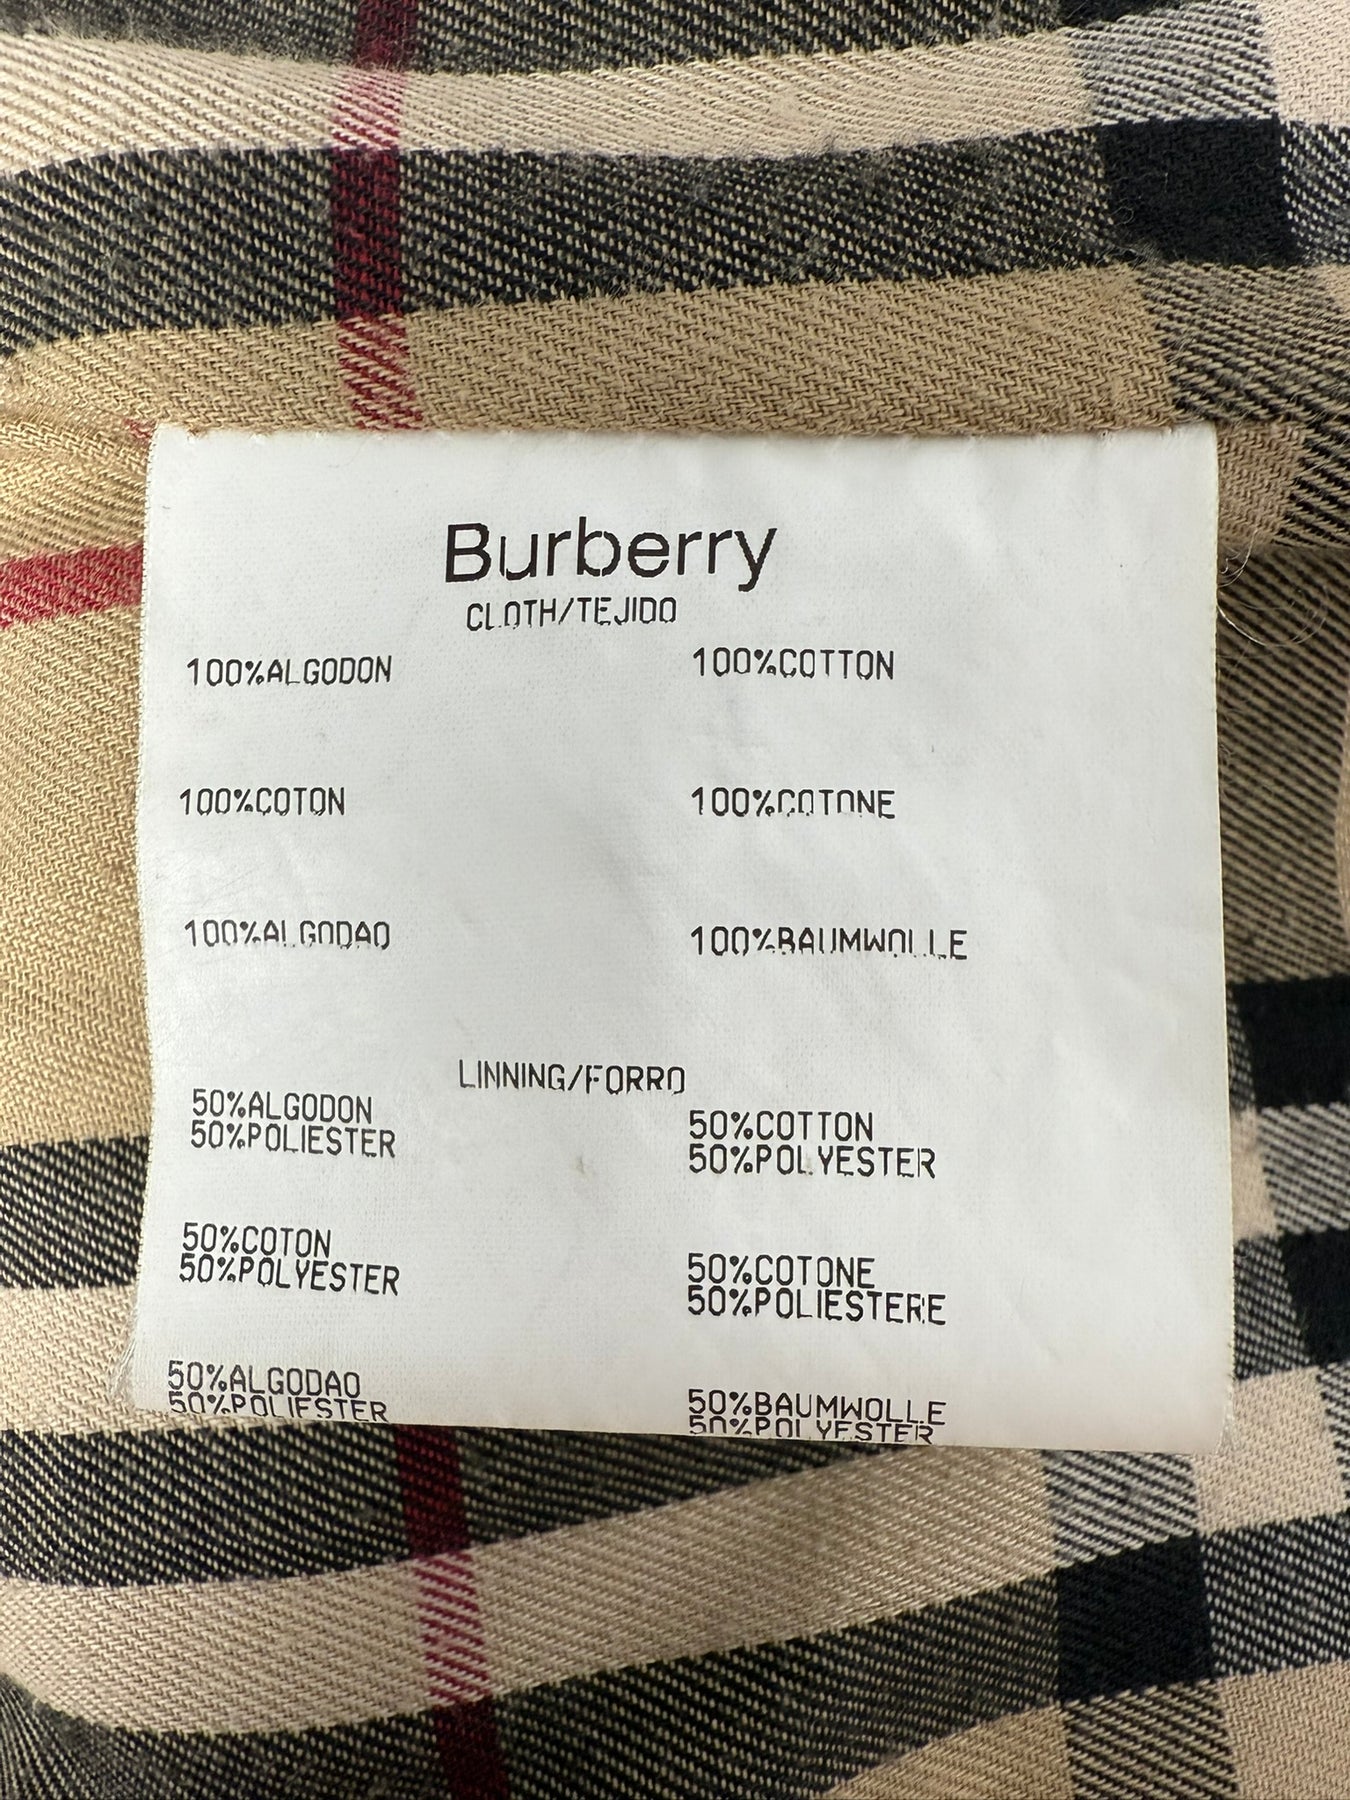 Burberry
CLOTH/TEJIDO
100%ALGODON
100%COTTON
100%COTON
100%COTONE
100%ALGODAO
100%BAUMWOLLE
LINNING/FORRO
50%ALGODON
50%POLIESTER
50%COTTON
50%POLYESTER
50%COTON
50%POLYESTER
50%COTONE
50%POLIESTERE
50%ALGODAO
50%POLIESTER
50%BAUMWOLLE
50%POLYESTER